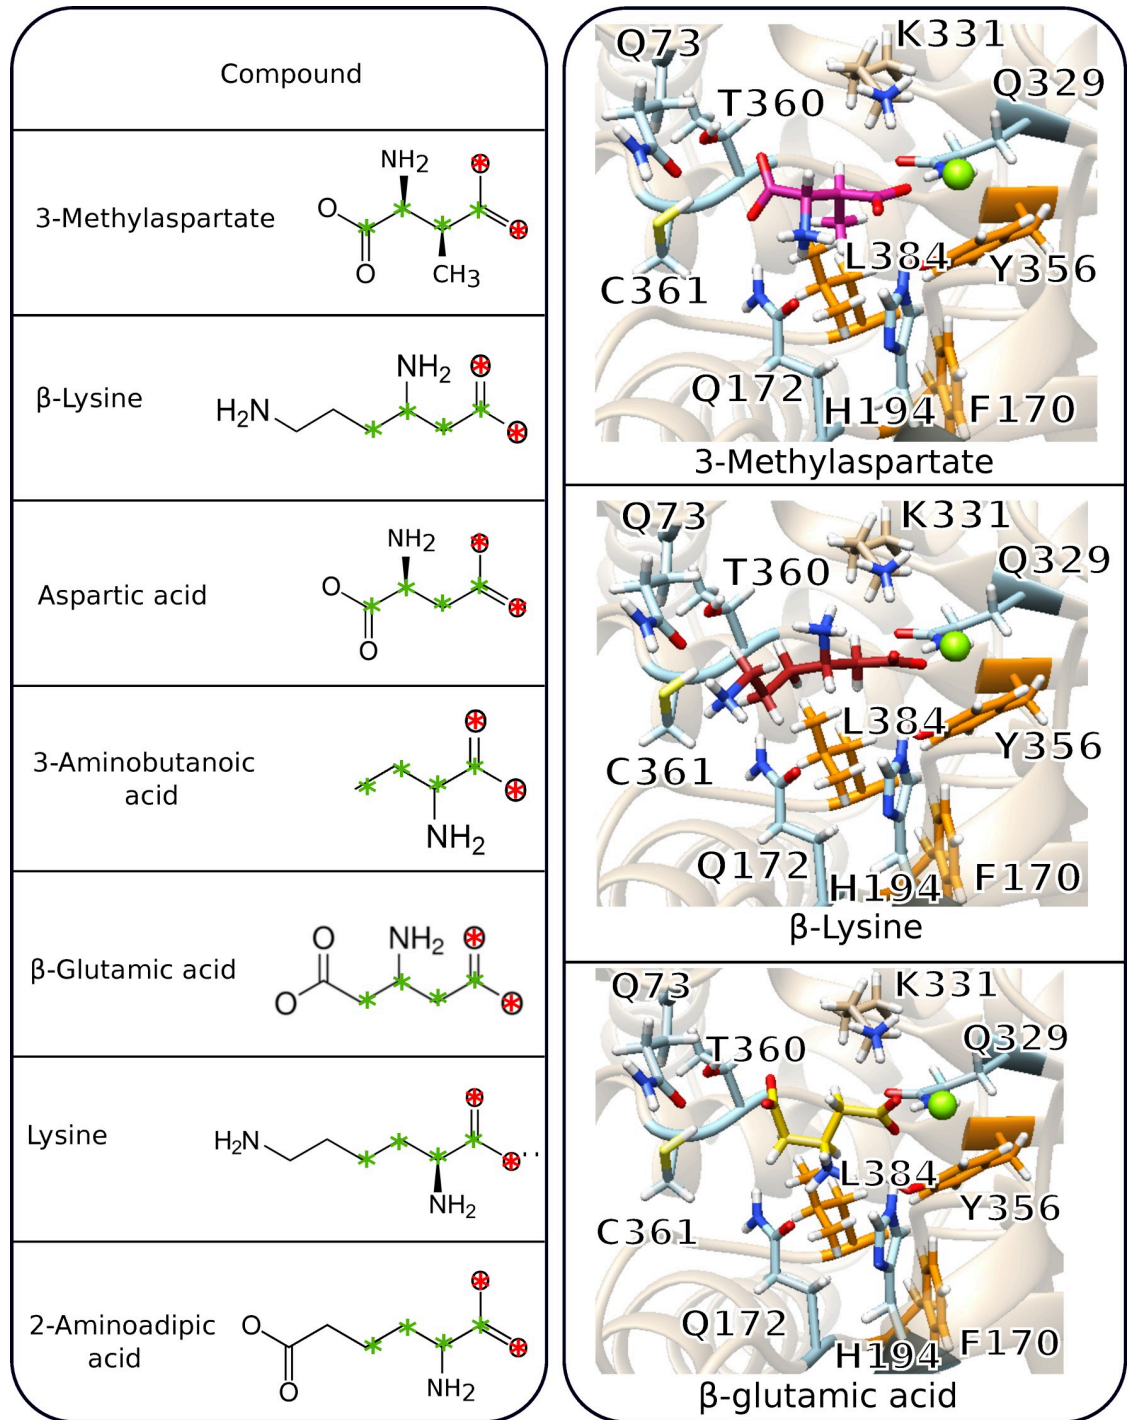 Compound
3-Methylaspartate
NH2
O
O
CH3
β-Lysine
NH₂
H₂N
Aspartic acid
NH2
O
O
3-Aminobutanoic
acid
NH₂
β-Glutamic acid
O
NH₂
O
Lysine
H₂N
NH₂
2-Aminoadipic
acid
O
O
NH₂
Q73
K331
T360
Q329
L384
Y356
C361
Q172
H194
F170
3-Methylaspartate
Q73
K331
T360
Q329
L384
Y356
C361
Q172
H194
F170
β-Lysine
Q73
K331
T360
Q329
L384
Y356
C361
Q172
H194
F170
β-glutamic acid